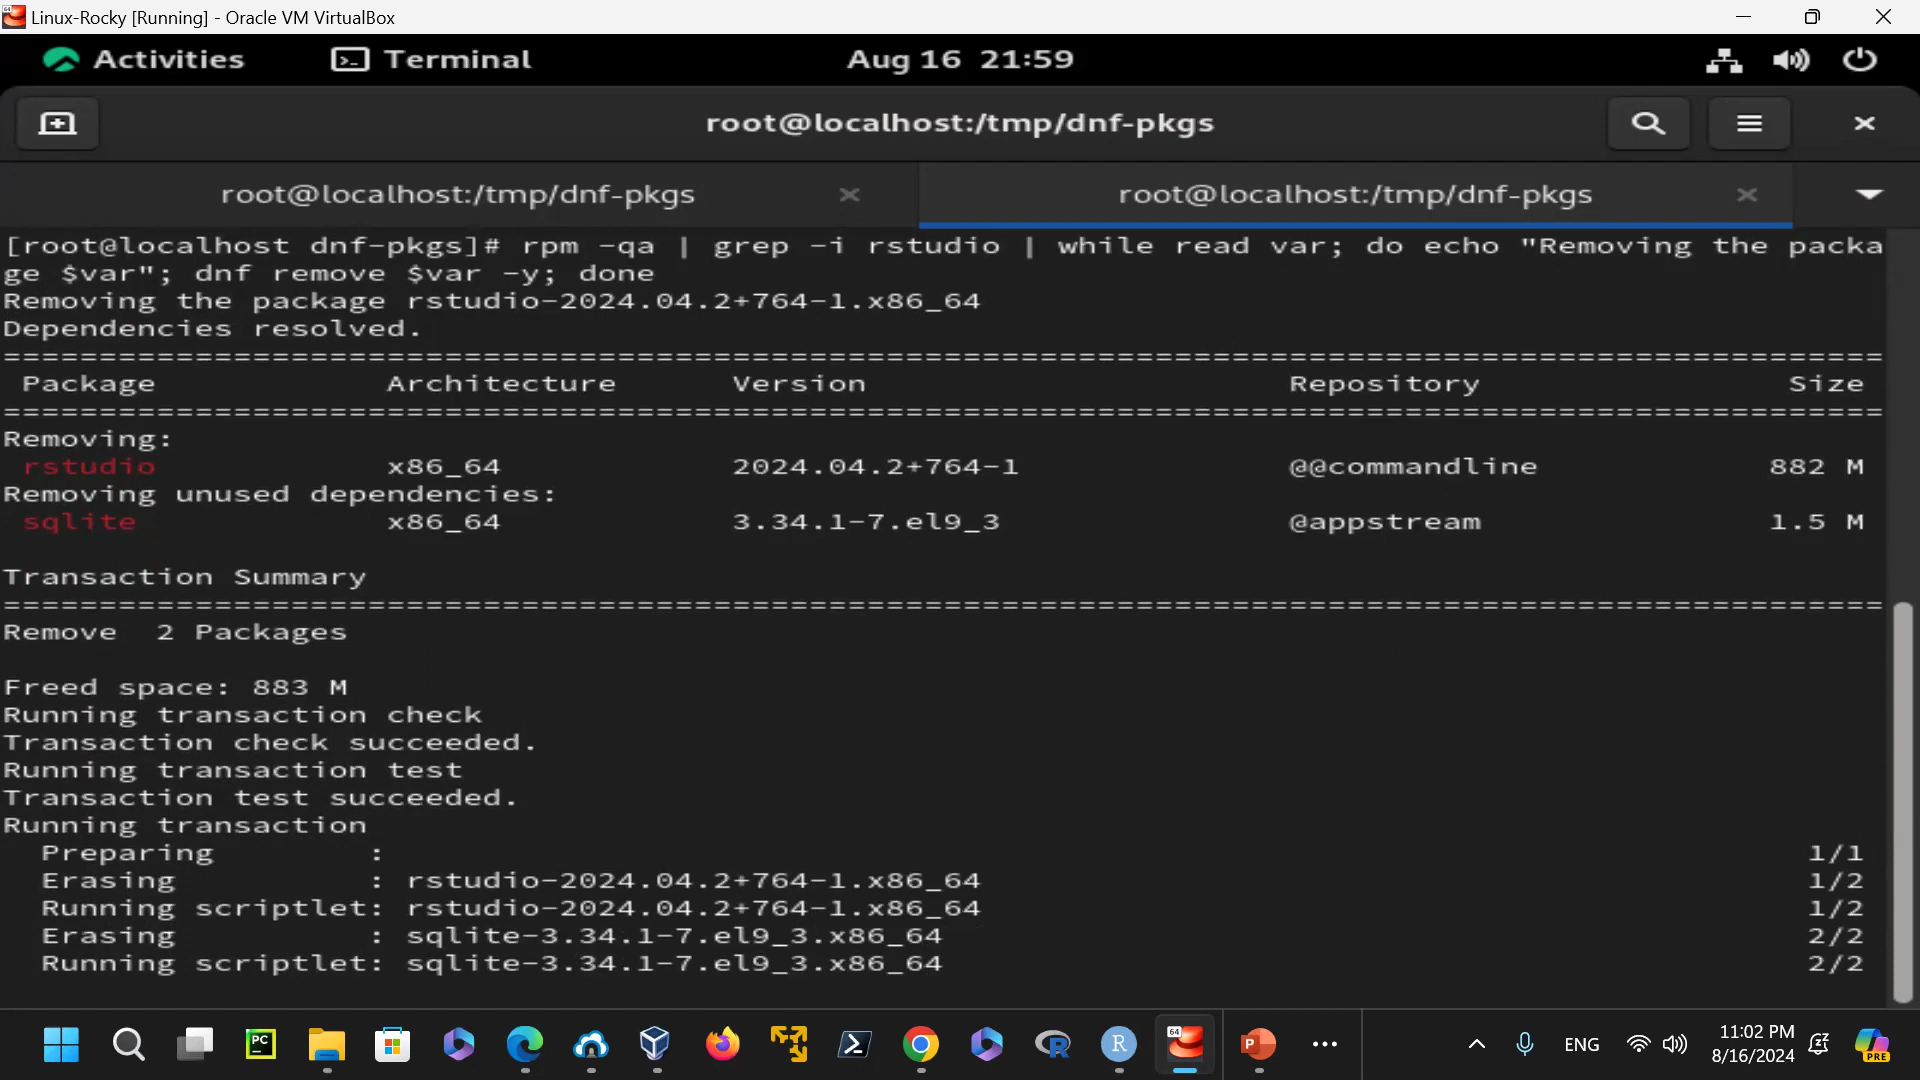 Linux-Rocky [Running] - Oracle VM VirtualBox
Activities Terminal Aug 16 21:59
root@localhost:/tmp/dnf-pkgs
root@localhost:/tmp/dnf-pkgs root@localhost:/tmp/dnf-pkgs
[root@localhost dnf-pkgs]# rpm -qa | grep -i rstudio | while read var; do echo "Removing the packa
ge $var"; dnf remove $var -y; done
Removing the package rstudio-2024.04.2+764-1.x86_64
Dependencies resolved.
================================================================================================
Package Architecture Version Repository Size
================================================================================================
Removing:
rstudio x86_64 2024.04.2+764-1 @@commandline 882 M
Removing unused dependencies:
sqlite x86_64 3.34.1-7.el9_3 @appstream 1.5 M
Transaction Summary
================================================================================================
Remove 2 Packages
Freed space: 883 M
Running transaction check
Transaction check succeeded.
Running transaction test
Transaction test succeeded.
Running transaction
Preparing : 1/1
Erasing : rstudio-2024.04.2+764-1.x86_64 1/2
Running scriptlet: rstudio-2024.04.2+764-1.x86_64 1/2
Erasing : sqlite-3.34.1-7.el9_3.x86_64 2/2
Running scriptlet: sqlite-3.34.1-7.el9_3.x86_64 2/2
PC R R 64 P ENG 11:02 PM
8/16/2024 PRE